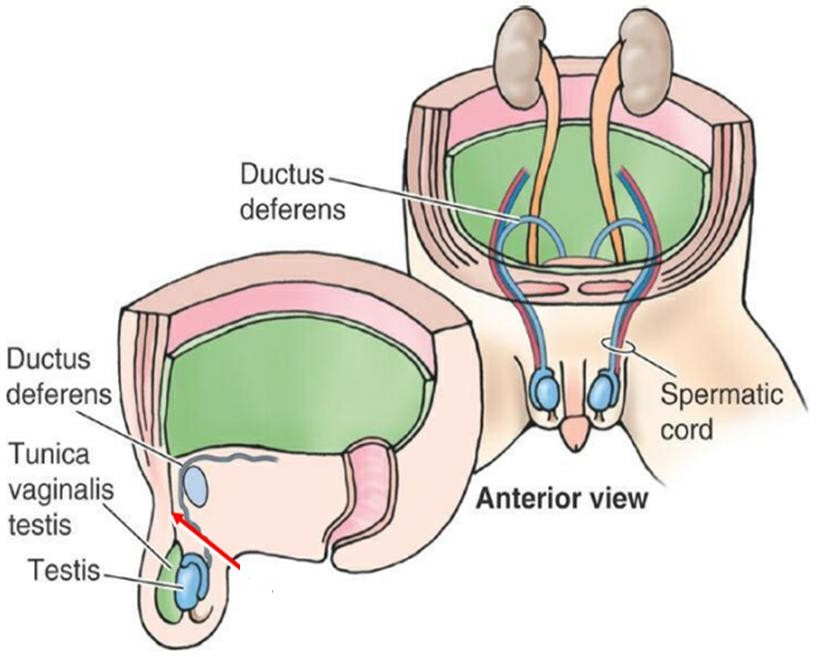 Ductus
deferens
Ductus
deferens
Tunica
vaginalis
testis
Testis
Spermatic
cord
Anterior view